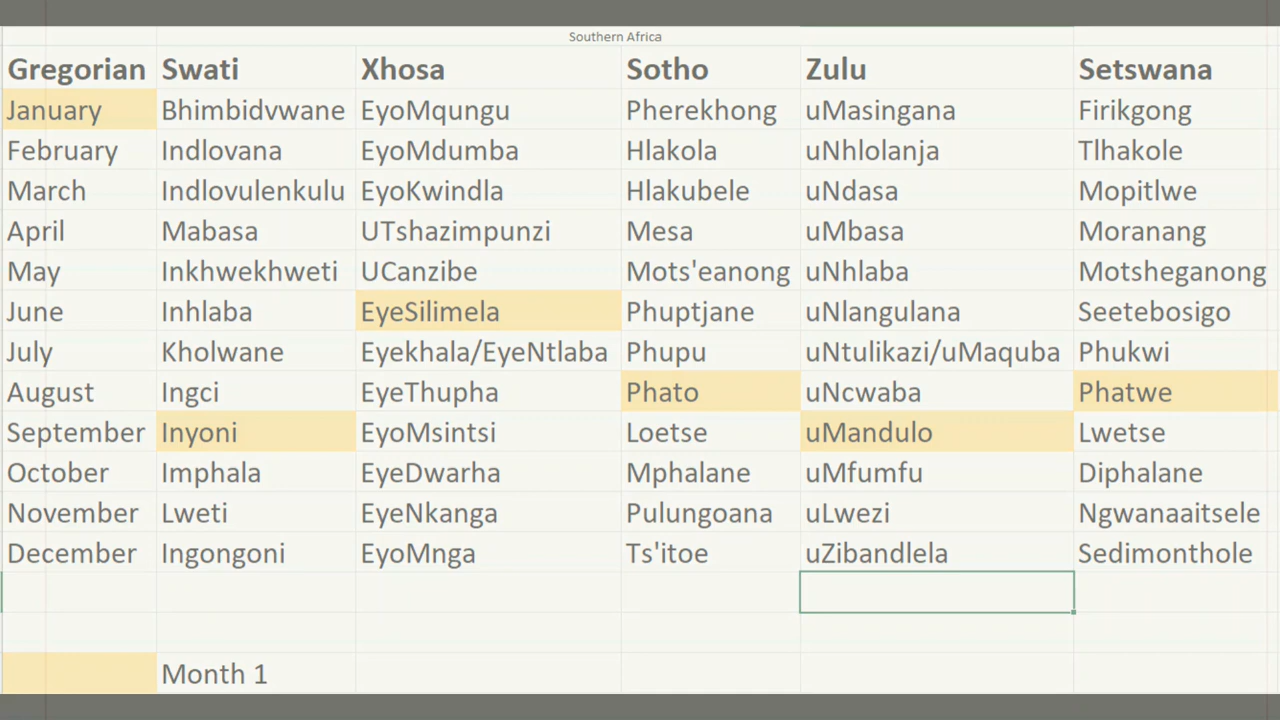 Southern Africa
Gregorian Swati Xhosa Sotho Zulu Setswana
January Bhimbidvwane EyoMqungu Pherekhong uMasingana Firikgong
February Indlovana EyoMdumba Hlakola uNhlolanja Tlhakole
March Indlovulenkulu EyoKwindla Hlakubele uNdasa Mopitlwe
April Mabasa UTshazimpunzi Mesa uMbasa Moranang
May Inkhwekhweti UCanzibe Mots'eanong uNhlaba Motsheganong
June Inhlaba EyeSilimela Phuptjane uNlangulana Seetebosigo
July Kholwane Eyekhala/EyeNtlaba Phupu uNtulikazi/uMaquba Phukwi
August Ingci EyeThupha Phato uNcwaba Phatwe
September Inyoni EyoMsintsi Loetse uMandulo Lwetse
October Imphala EyeDwarha Mphalane uMfumfu Diphalane
November Lweti EyeNkanga Pulungoana uLwezi Ngwanaaitsele
December Ingongoni EyoMnga Ts'itoe uZibandlela Sedimonthole
Month 1